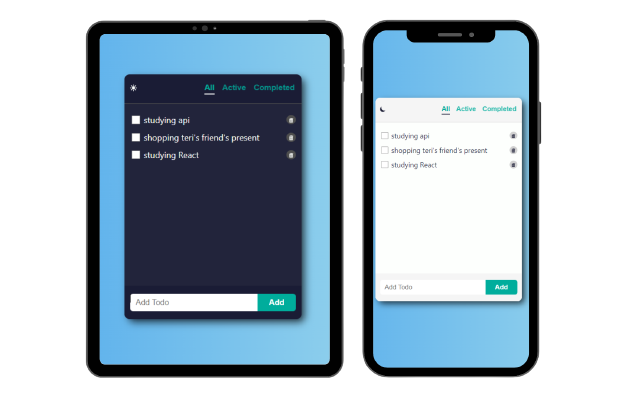 All Active Completed
studying api
shopping teri's friend's present
studying React
Add Todo Add
All Active Completed
studying api
shopping teri's friend's present
studying React
Add Todo Add